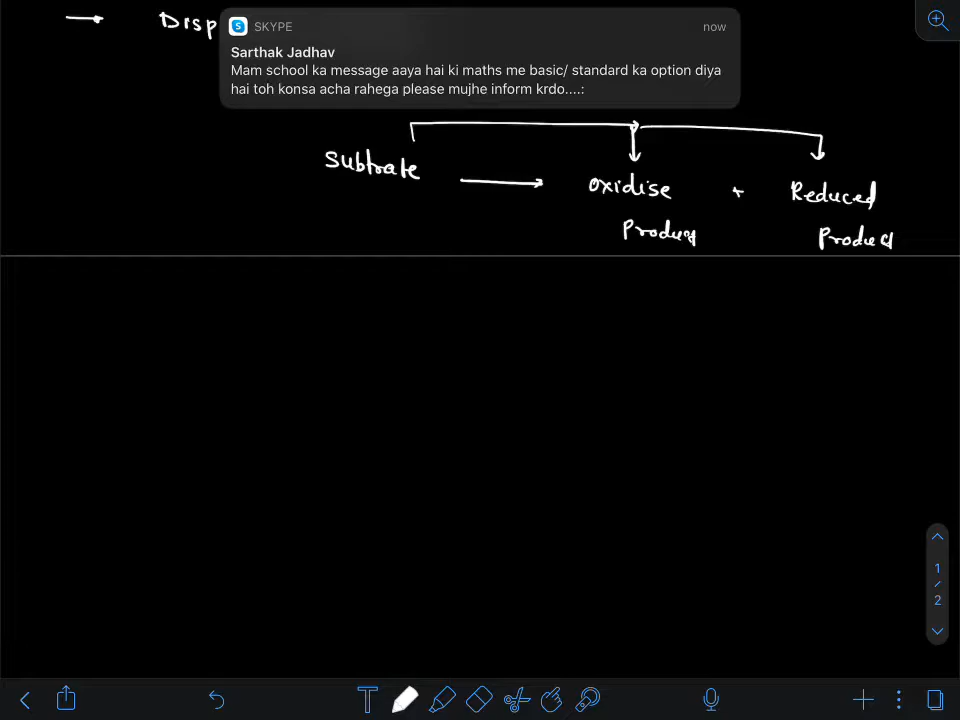 Disp
SKYPE
now
Sarthak Jadhav
Mam school ka message aaya hai ki maths me basic/ standard ka option diya
hai toh konsa acha rahega please mujhe inform krdo....:
Subtrate → Oxidise + Reduced
Product Product
1
/
2